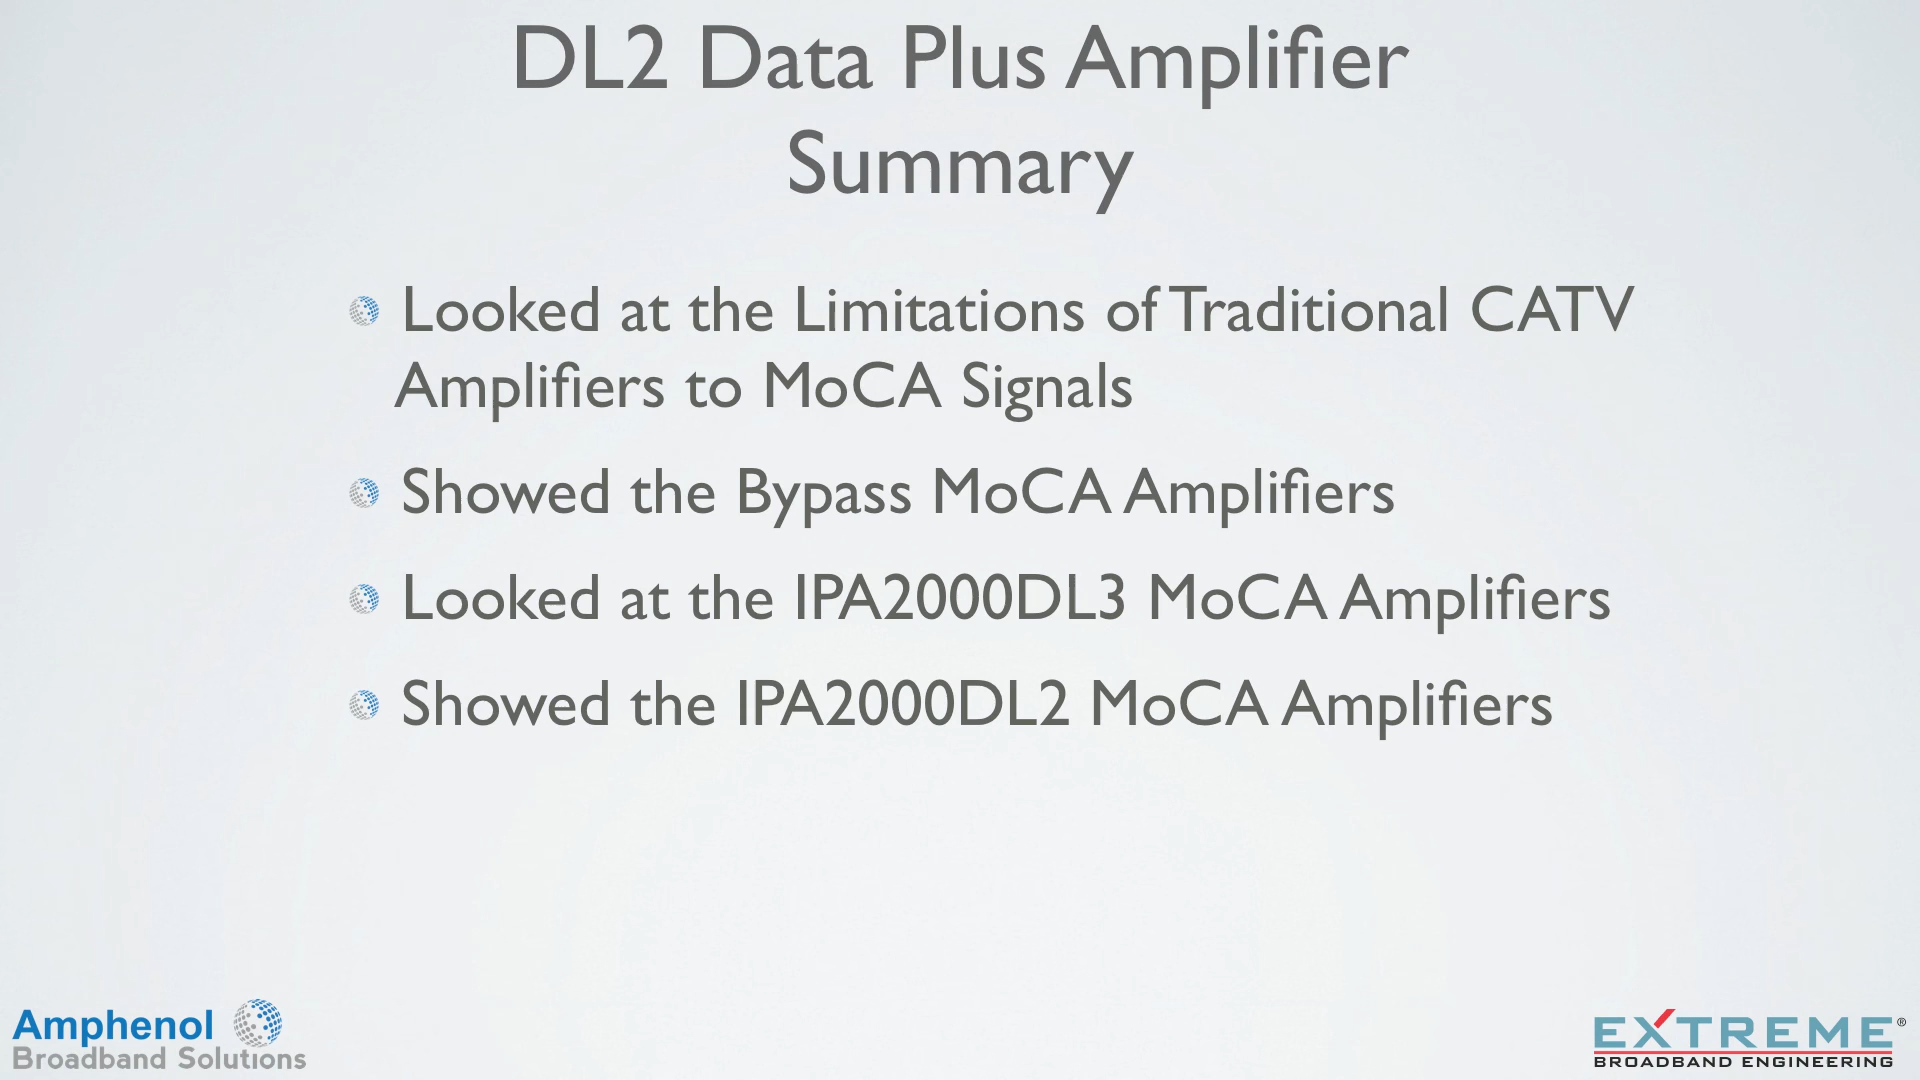 DL2 Data Plus Amplifier
Summary
Looked at the Limitations of Traditional CATV
Amplifiers to MoCA Signals
Showed the Bypass MoCA Amplifiers
Looked at the IPA2000DL3 MoCA Amplifiers
Showed the IPA2000DL2 MoCA Amplifiers
Amphenol
Broadband Solutions
EXTREME®
BROADBAND ENGINEERING